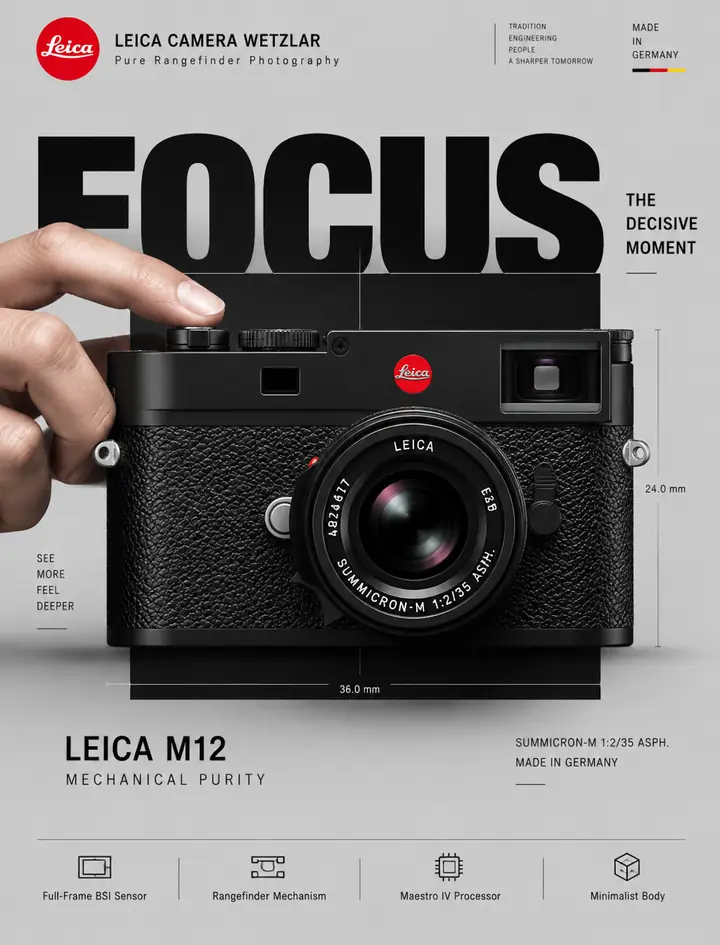 Leica
LEICA CAMERA WETZLAR
Pure Rangefinder Photography
TRADITION
ENGINEERING
PEOPLE
A SHARPER TOMORROW
MADE
IN
GERMANY
FOCUS
THE
DECISIVE
MOMENT
Leica
LEICA
4824677
E39
SUMMICRON-M 1:2/35 ASPH.
24.0 mm
SEE
MORE
FEEL
DEEPER
36.0 mm
LEICA M12
MECHANICAL PURITY
SUMMICRON-M 1:2/35 ASPH.
MADE IN GERMANY
Full-Frame BSI Sensor
Rangefinder Mechanism
Maestro IV Processor
Minimalist Body